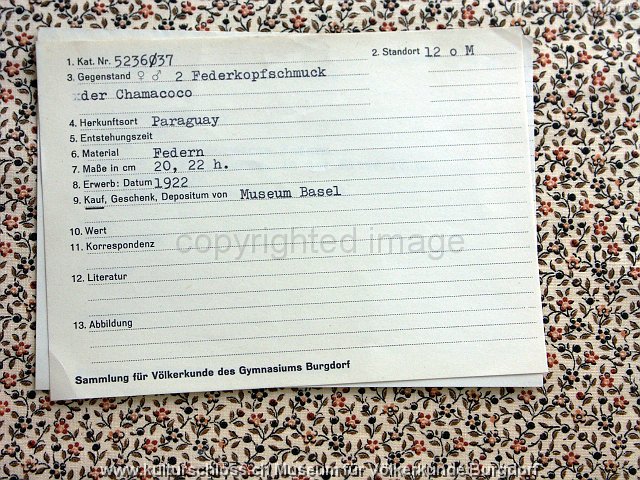 1. Kat. Nr. 5236037 2. Standort 12 o M
3. Gegenstand ♀ ♂ 2 Federkopfschmuck
der Chamacoco
4. Herkunftsort Paraguay
5. Entstehungszeit
6. Material Federn
7. Maße in cm 20, 22 h.
8. Erwerb: Datum 1922
9. Kauf, Geschenk, Depositum von Museum Basel
10. Wert
11. Korrespondenz
copyrighted image
12. Literatur
13. Abbildung
Sammlung für Völkerkunde des Gymnasiums Burgdorf
www.kulturschloss.ch Museum für Völkerkunde Burgdorf